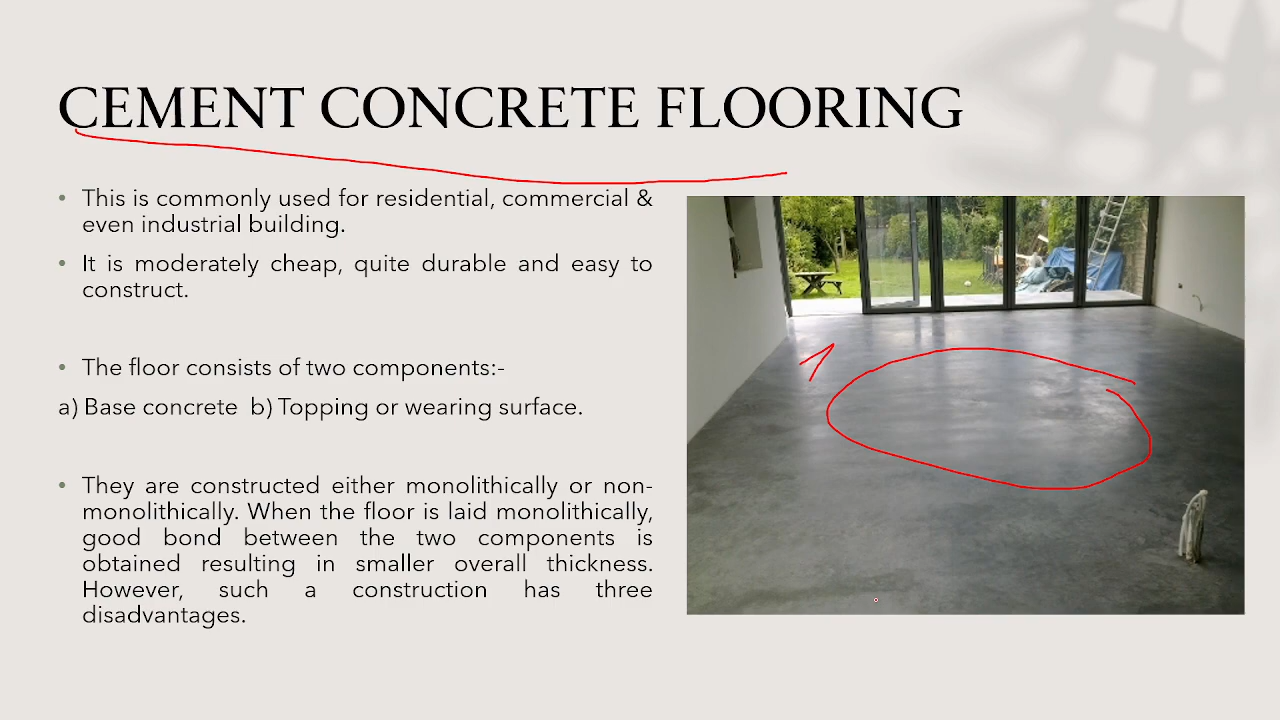 CEMENT CONCRETE FLOORING
• This is commonly used for residential, commercial &
even industrial building.
• It is moderately cheap, quite durable and easy to
construct.
• The floor consists of two components:-
a) Base concrete b) Topping or wearing surface.
• They are constructed either monolithically or non-
monolithically. When the floor is laid monolithically,
good bond between the two components is
obtained resulting in smaller overall thickness.
However, such a construction has three
disadvantages.